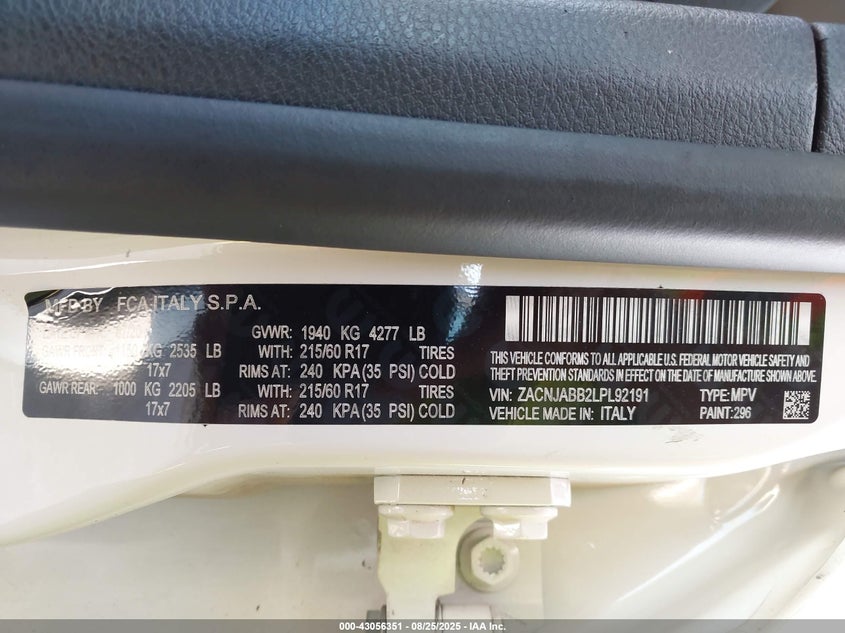 MFD BY FCA ITALY S.P.A.
GVWR: 1940 KG 4277 LB
GAWR FRONT: KG 2535 LB WITH: 215/60 R17 TIRES
17x7 RIMS AT: 240 KPA (35 PSI) COLD
GAWR REAR: 1000 KG 2205 LB WITH: 215/60 R17 TIRES
17x7 RIMS AT: 240 KPA (35 PSI) COLD
THIS VEHICLE CONFORMS TO ALL APPLICABLE U.S. FEDERAL MOTOR VEHICLE SAFETY AND
THEFT PREVENTION STANDARDS IN EFFECT ON THE DATE OF MANUFACTURE SHOWN ABOVE.
VIN: ZACNJABB2LPL92191 TYPE: MPV
VEHICLE MADE IN: ITALY PAINT: 296
000-43056351 - 08/25/2025 - IAA Inc.